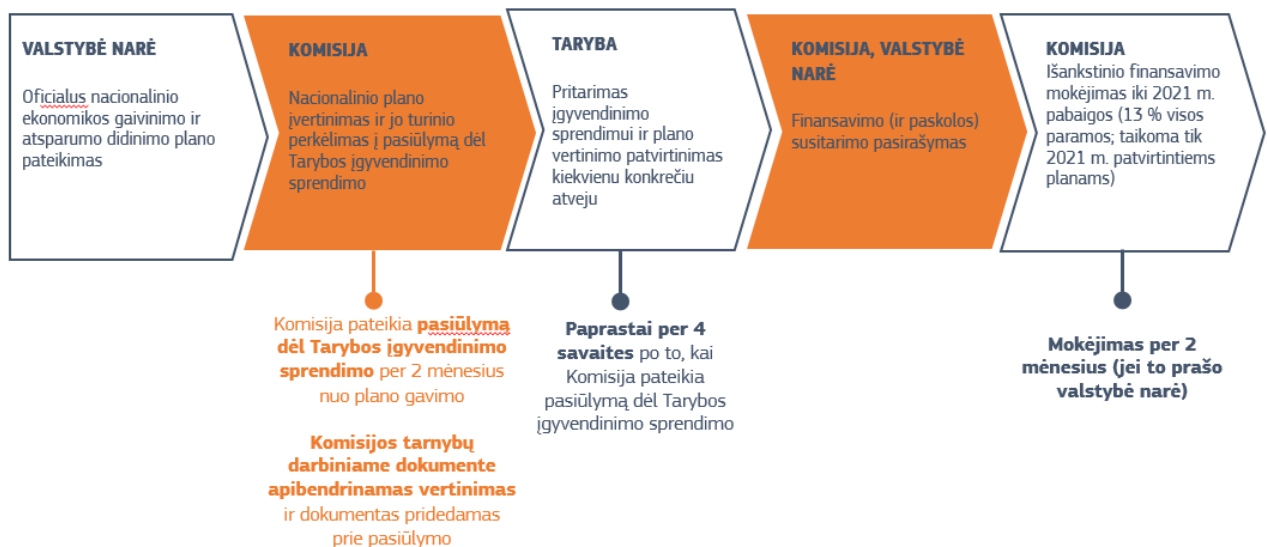 VALSTYBĖ NARĖ
Oficialus nacionalinio
ekonomikos gaivinimo ir
atsparumo didinimo plano
pateikimas
KOMISIJA
Nacionalinio plano
įvertinimas ir jo turinio
perkėlimas į pasiūlymą dėl
Tarybos įgyvendinimo
sprendimo
TARYBA
Pritarimas
įgyvendinimo
sprendimui ir plano
vertinimo patvirtinimas
kiekvienu konkrečiu
atveju
KOMISIJA, VALSTYBĖ
NARĖ
Finansavimo (ir paskolos)
susitarimo pasirašymas
KOMISIJA
Išankstinio finansavimo
mokėjimas iki 2021 m.
pabaigos (13 % visos
paramos; taikoma tik
2021 m. patvirtintiems
planams)
Komisija pateikia pasiūlymą
dėl Tarybos įgyvendinimo
sprendimo per 2 mėnesius
nuo plano gavimo
Komisijos tarnybų
darbiniame dokumente
apibendrinamas vertinimas
ir dokumentas pridedamas
prie pasiūlymo
Paprastai per 4
savaites po to, kai
Komisija pateikia
pasiūlymą dėl Tarybos
įgyvendinimo sprendimo
Mokėjimas per 2
mėnesius (jei to prašo
valstybė narė)